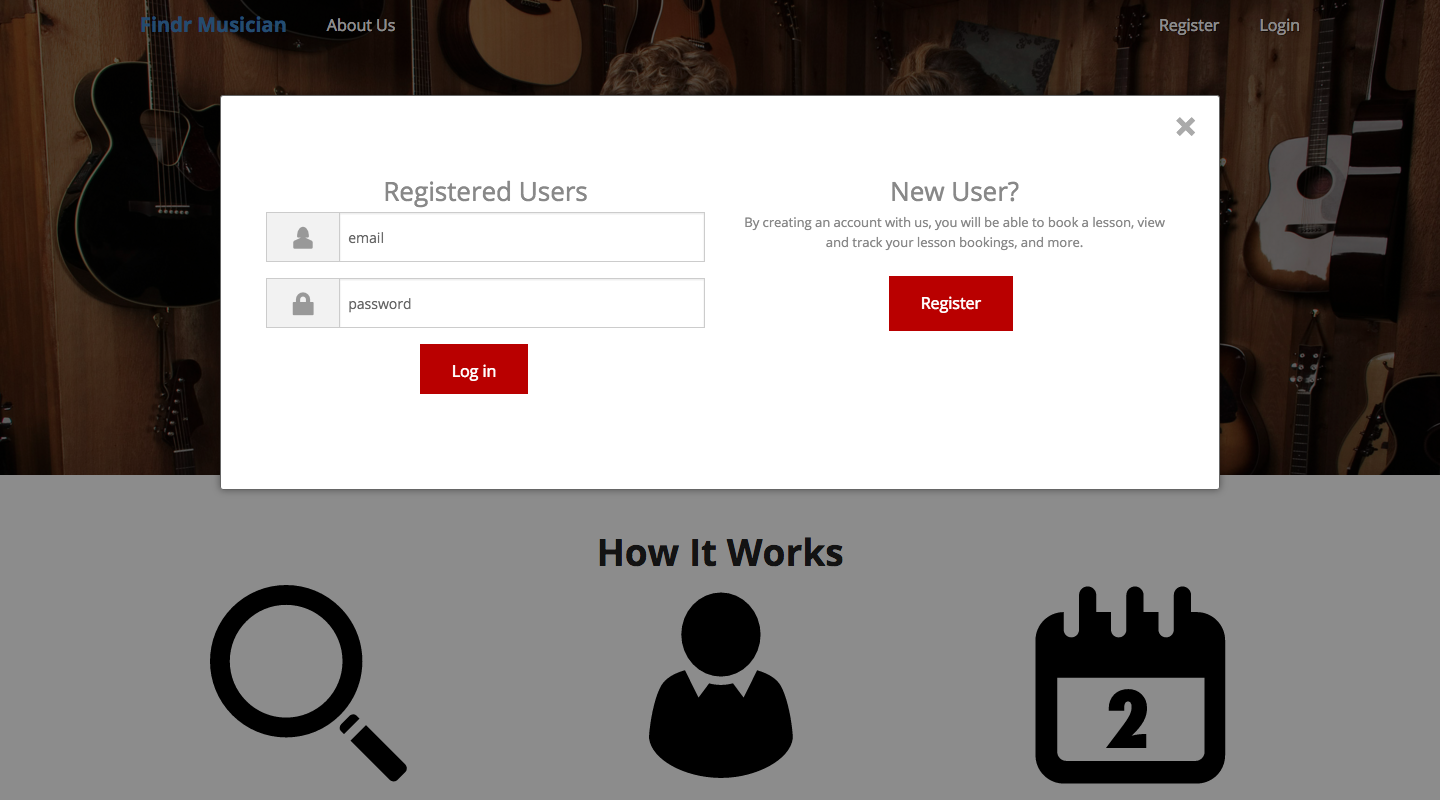 Findr Musician About Us Register Login
Registered Users
email
password
Log in
New User?
By creating an account with us, you will be able to book a lesson, view
and track your lesson bookings, and more.
Register
How It Works
2